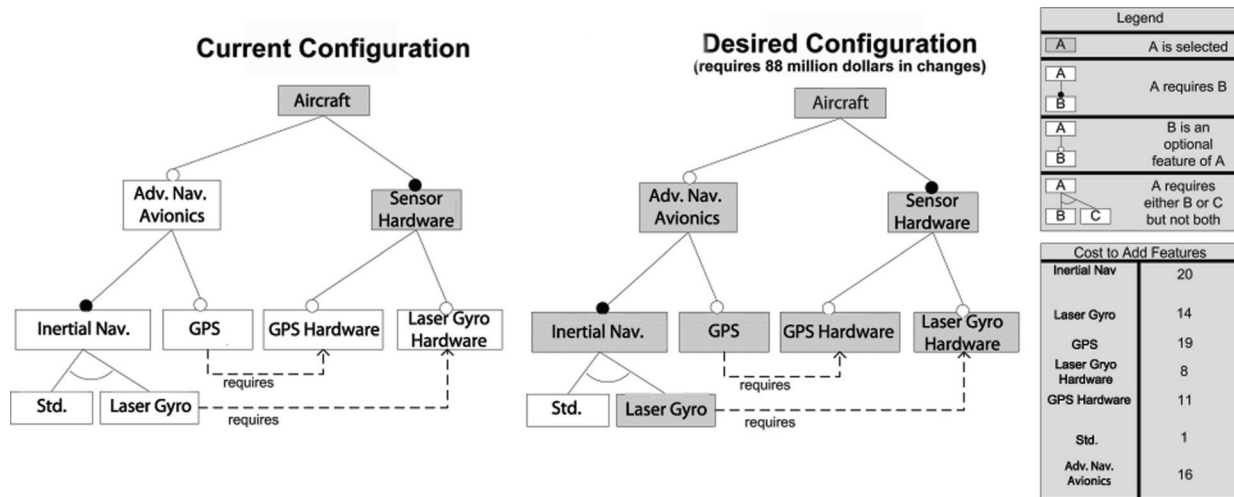 Current Configuration
Aircraft
Adv. Nav.
Avionics
Sensor
Hardware
Inertial Nav.
GPS
GPS Hardware
Laser Gyro
Hardware
requires
Std.
Laser Gyro
requires
Desired Configuration
(requires 88 million dollars in changes)
Aircraft
Adv. Nav.
Avionics
Sensor
Hardware
Inertial Nav.
GPS
GPS Hardware
Laser Gyro
Hardware
requires
Std.
Laser Gyro
requires
Legend
A
A is selected
A
B
A requires B
A
B
B is an
optional
feature of A
A
B C
A requires
either B or C
but not both
Cost to Add Features
Inertial Nav 20
Laser Gyro 14
GPS 19
Laser Gryo
Hardware 8
GPS Hardware 11
Std. 1
Adv. Nav.
Avionics 16